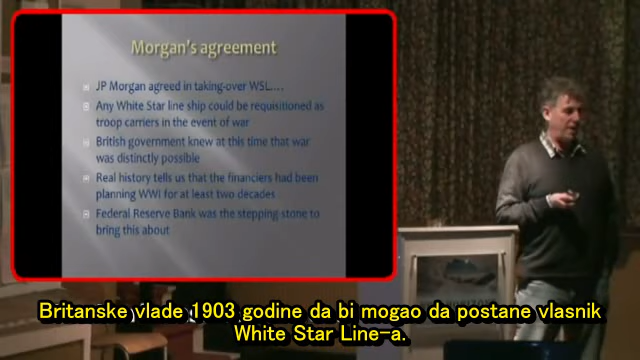 Morgan's agreement
JP Morgan agreed in taking-over WSL....
Any White Star line ship could be requisitioned as
troop carriers in the event of war
British government knew at this time that war
was distinctly possible
Real history tells us that the financiers had been
planning WWI for at least two decades
Federal Reserve Bank was the stepping stone to
bring this about
Britanske vlade 1903 godine da bi mogao da postane vlasnik
White Star Line-a.